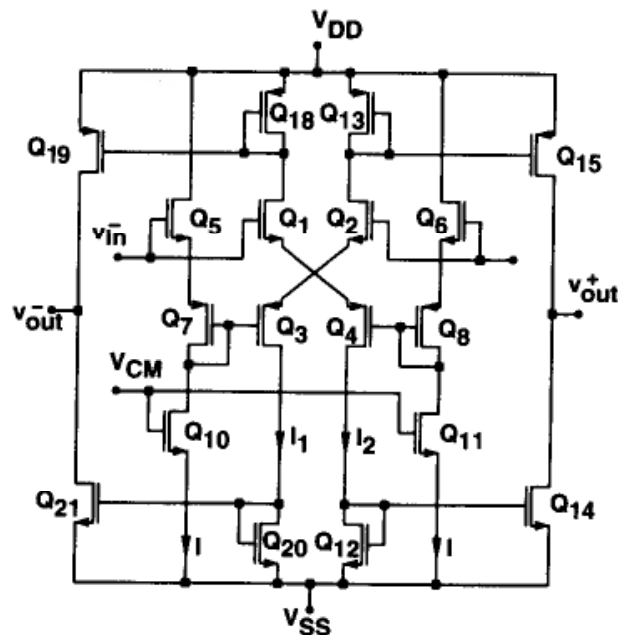 VDD
Q18 Q13
Q19 Q15
Q5 Q1 Q2 Q6
vin-
Q7 Q3 Q4 Q8
vout- vout+
VCM
Q10 I1 I2 Q11
Q21 Q20 Q12 Q14
I I
VSS